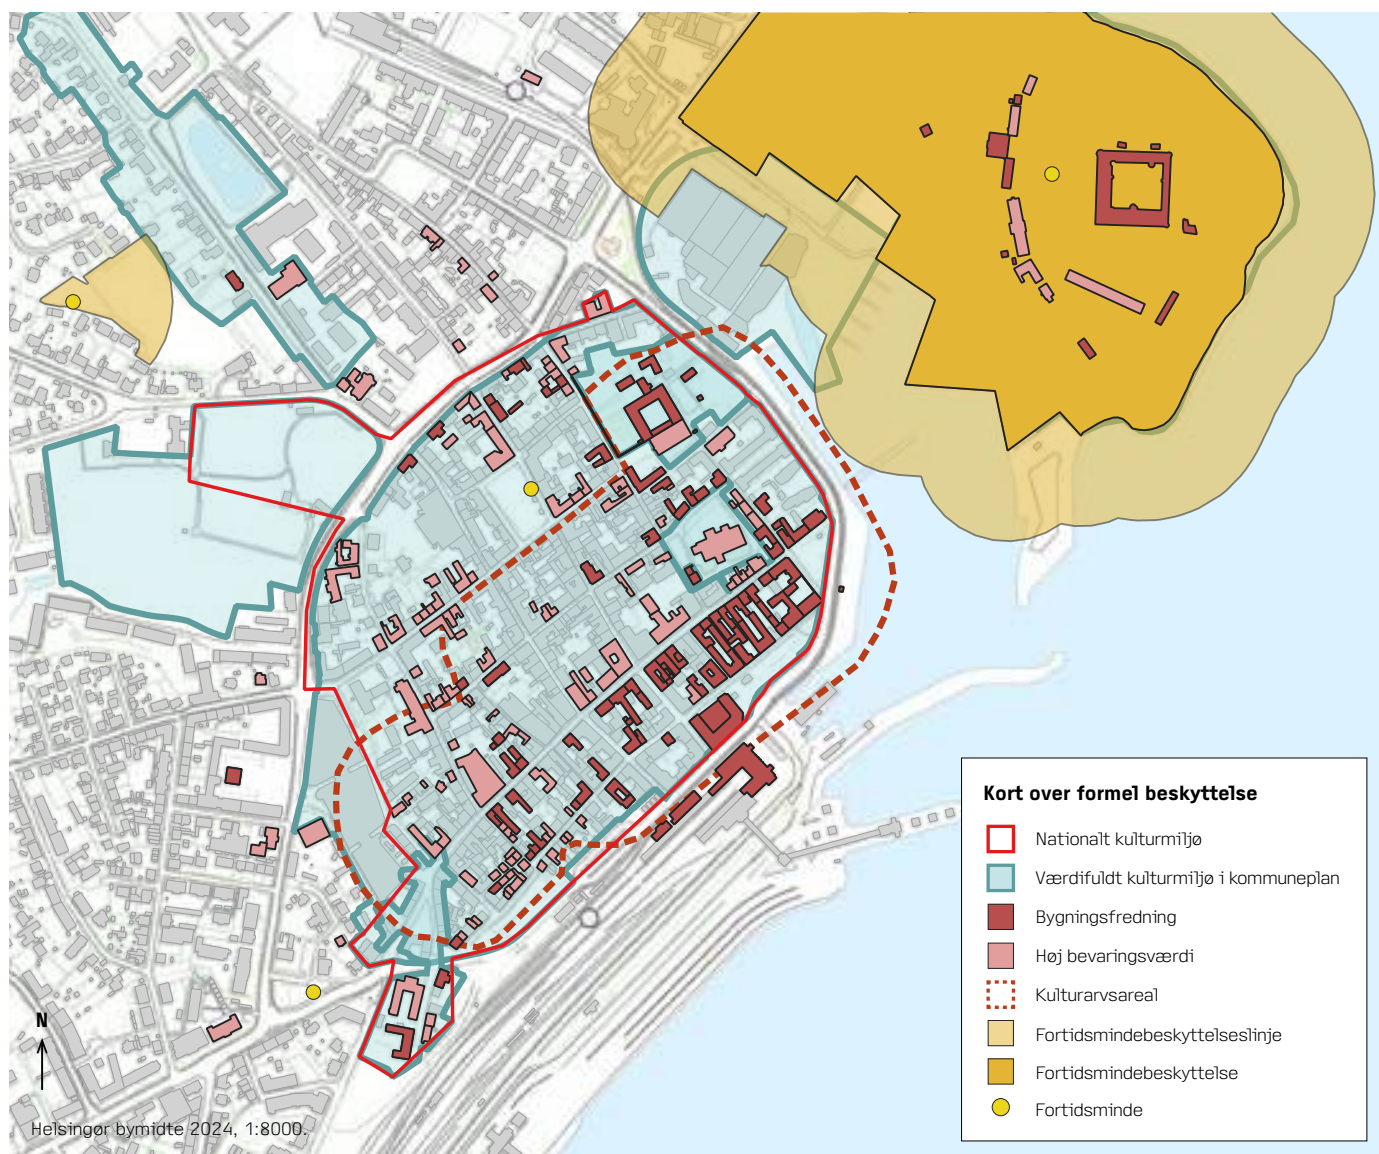 Kort over formel beskyttelse
Nationalt kulturmiljø
Værdifuldt kulturmiljø i kommuneplan
Bygningsfredning
Høj bevaringsværdi
Kulturarvsareal
Fortidsmindebeskyttelseslinje
Fortidsmindebeskyttelse
Fortidsminde
N
Helsingør bymidte 2024, 1:8000.